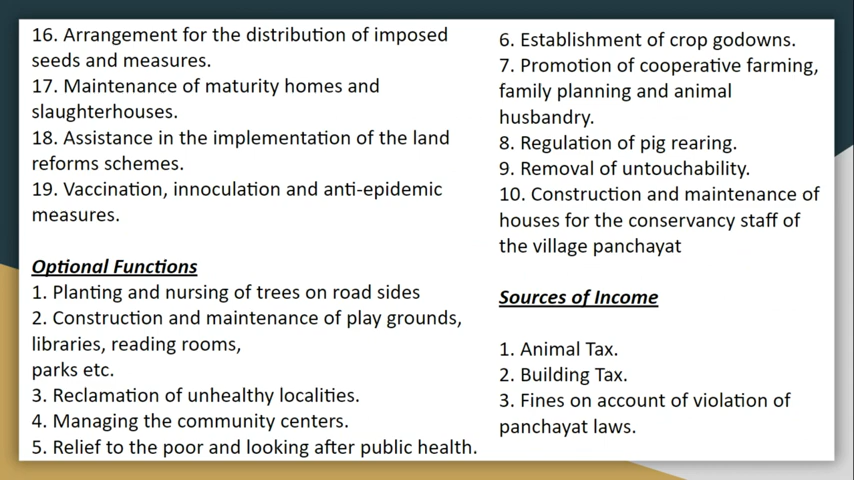 16. Arrangement for the distribution of imposed
seeds and measures.
17. Maintenance of maturity homes and
slaughterhouses.
18. Assistance in the implementation of the land
reforms schemes.
19. Vaccination, innoculation and anti-epidemic
measures.
Optional Functions
1. Planting and nursing of trees on road sides
2. Construction and maintenance of play grounds,
libraries, reading rooms,
parks etc.
3. Reclamation of unhealthy localities.
4. Managing the community centers.
5. Relief to the poor and looking after public health.
6. Establishment of crop godowns.
7. Promotion of cooperative farming,
family planning and animal
husbandry.
8. Regulation of pig rearing.
9. Removal of untouchability.
10. Construction and maintenance of
houses for the conservancy staff of
the village panchayat
Sources of Income
1. Animal Tax.
2. Building Tax.
3. Fines on account of violation of
panchayat laws.